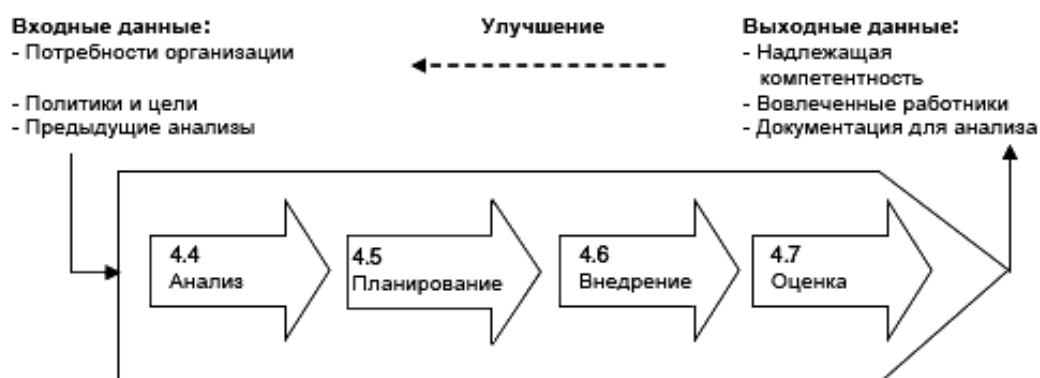 Входные данные:
- Потребности организации
- Политики и цели
- Предыдущие анализы
Улучшение
Выходные данные:
- Надлежащая
компетентность
- Вовлеченные работники
- Документация для анализа
4.4
Анализ
4.5
Планирование
4.6
Внедрение
4.7
Оценка